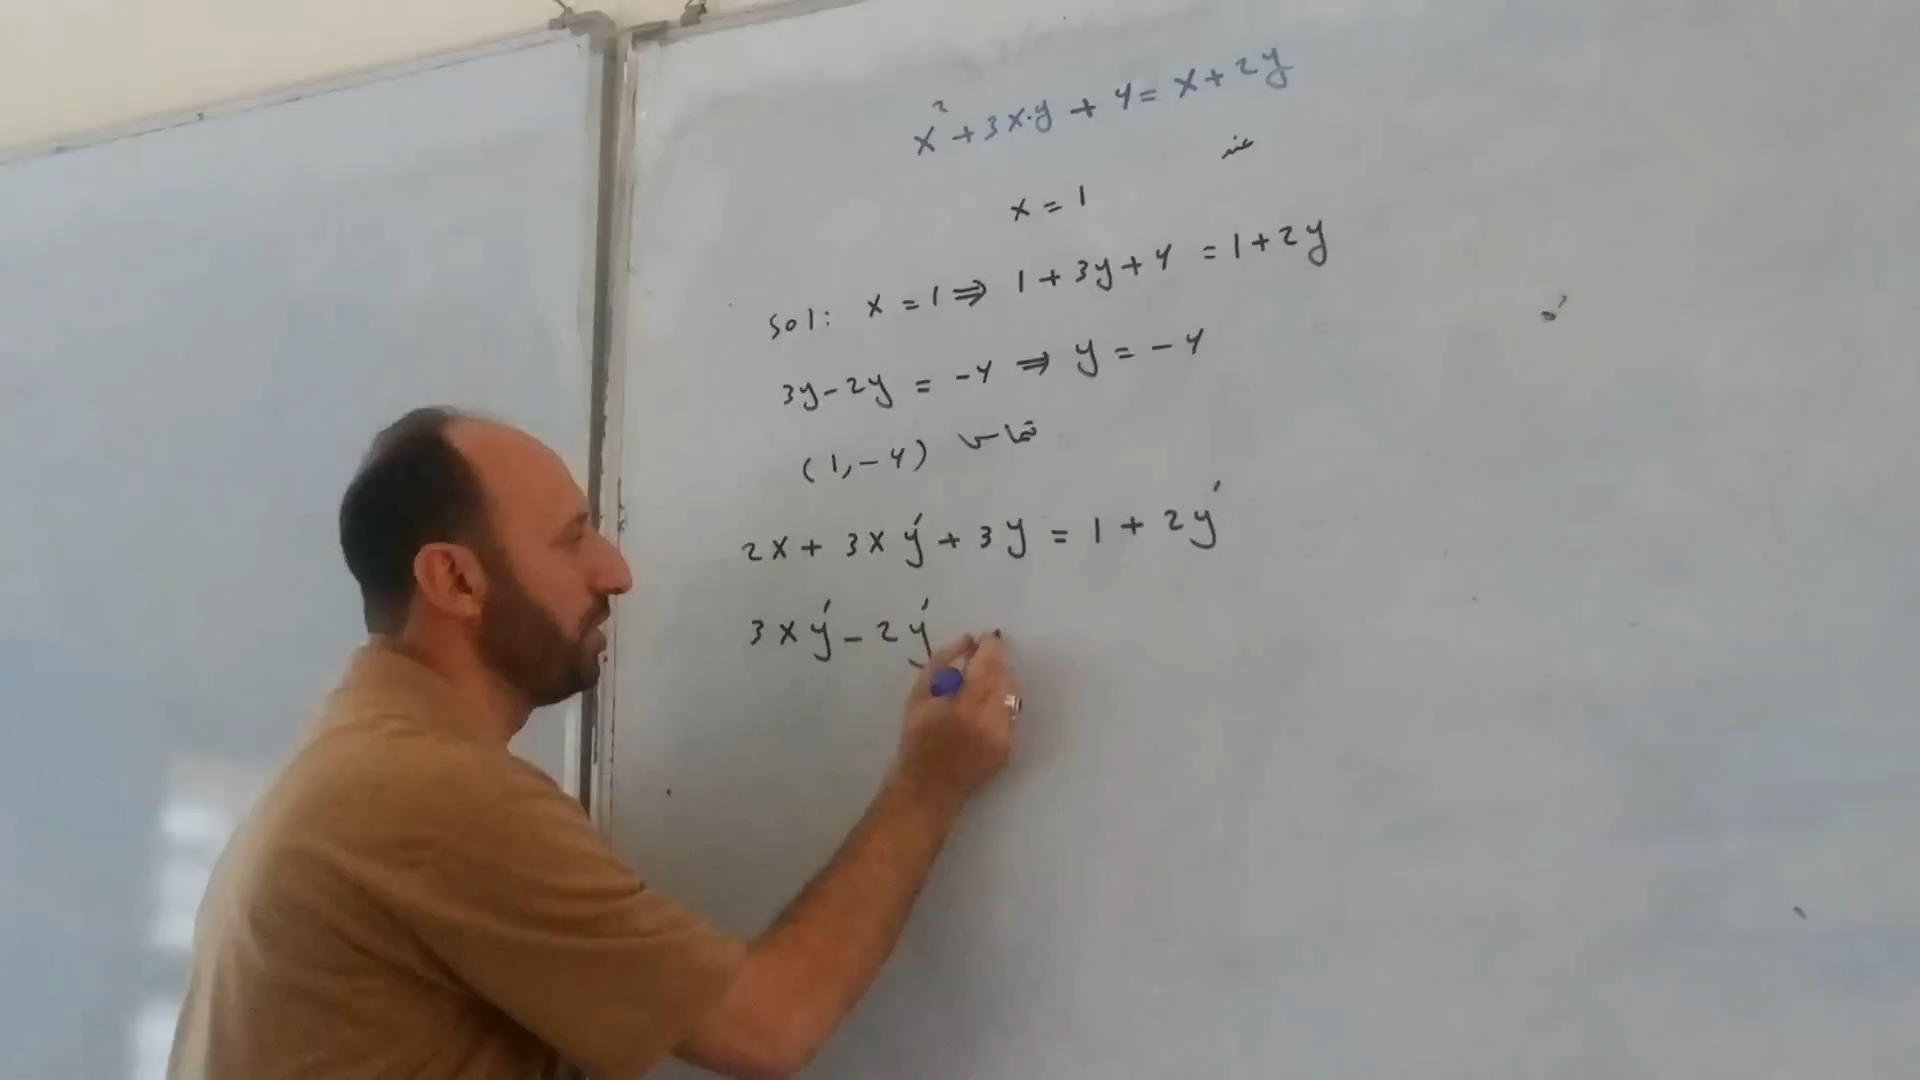 x² + 3x·y + 4 = x + 2y
عند
x = 1
Sol: x = 1 ⇒ 1 + 3y + 4 = 1 + 2y
3y - 2y = -4 ⇒ y = -4
(1, -4) تماس
2x + 3xy' + 3y = 1 + 2y'
3xy' - 2y'